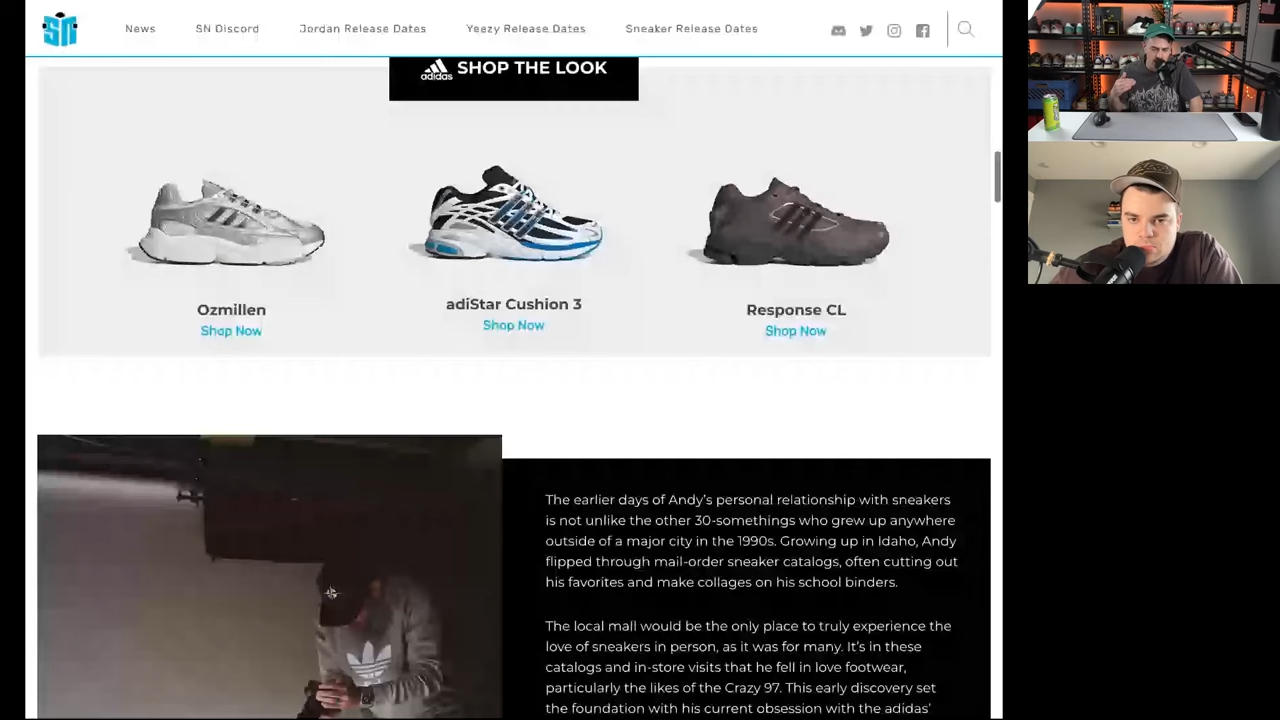 SN
News
SN Discord
Jordan Release Dates
Yeezy Release Dates
Sneaker Release Dates
adidas SHOP THE LOOK
Ozmillen
Shop Now
adiStar Cushion 3
Shop Now
Response CL
Shop Now
The earlier days of Andy’s personal relationship with sneakers
is not unlike the other 30-somethings who grew up anywhere
outside of a major city in the 1990s. Growing up in Idaho, Andy
flipped through mail-order sneaker catalogs, often cutting out
his favorites and make collages on his school binders.
The local mall would be the only place to truly experience the
love of sneakers in person, as it was for many. It’s in these
catalogs and in-store visits that he fell in love footwear,
particularly the likes of the Crazy 97. This early discovery set
the foundation with his current obsession with the adidas’